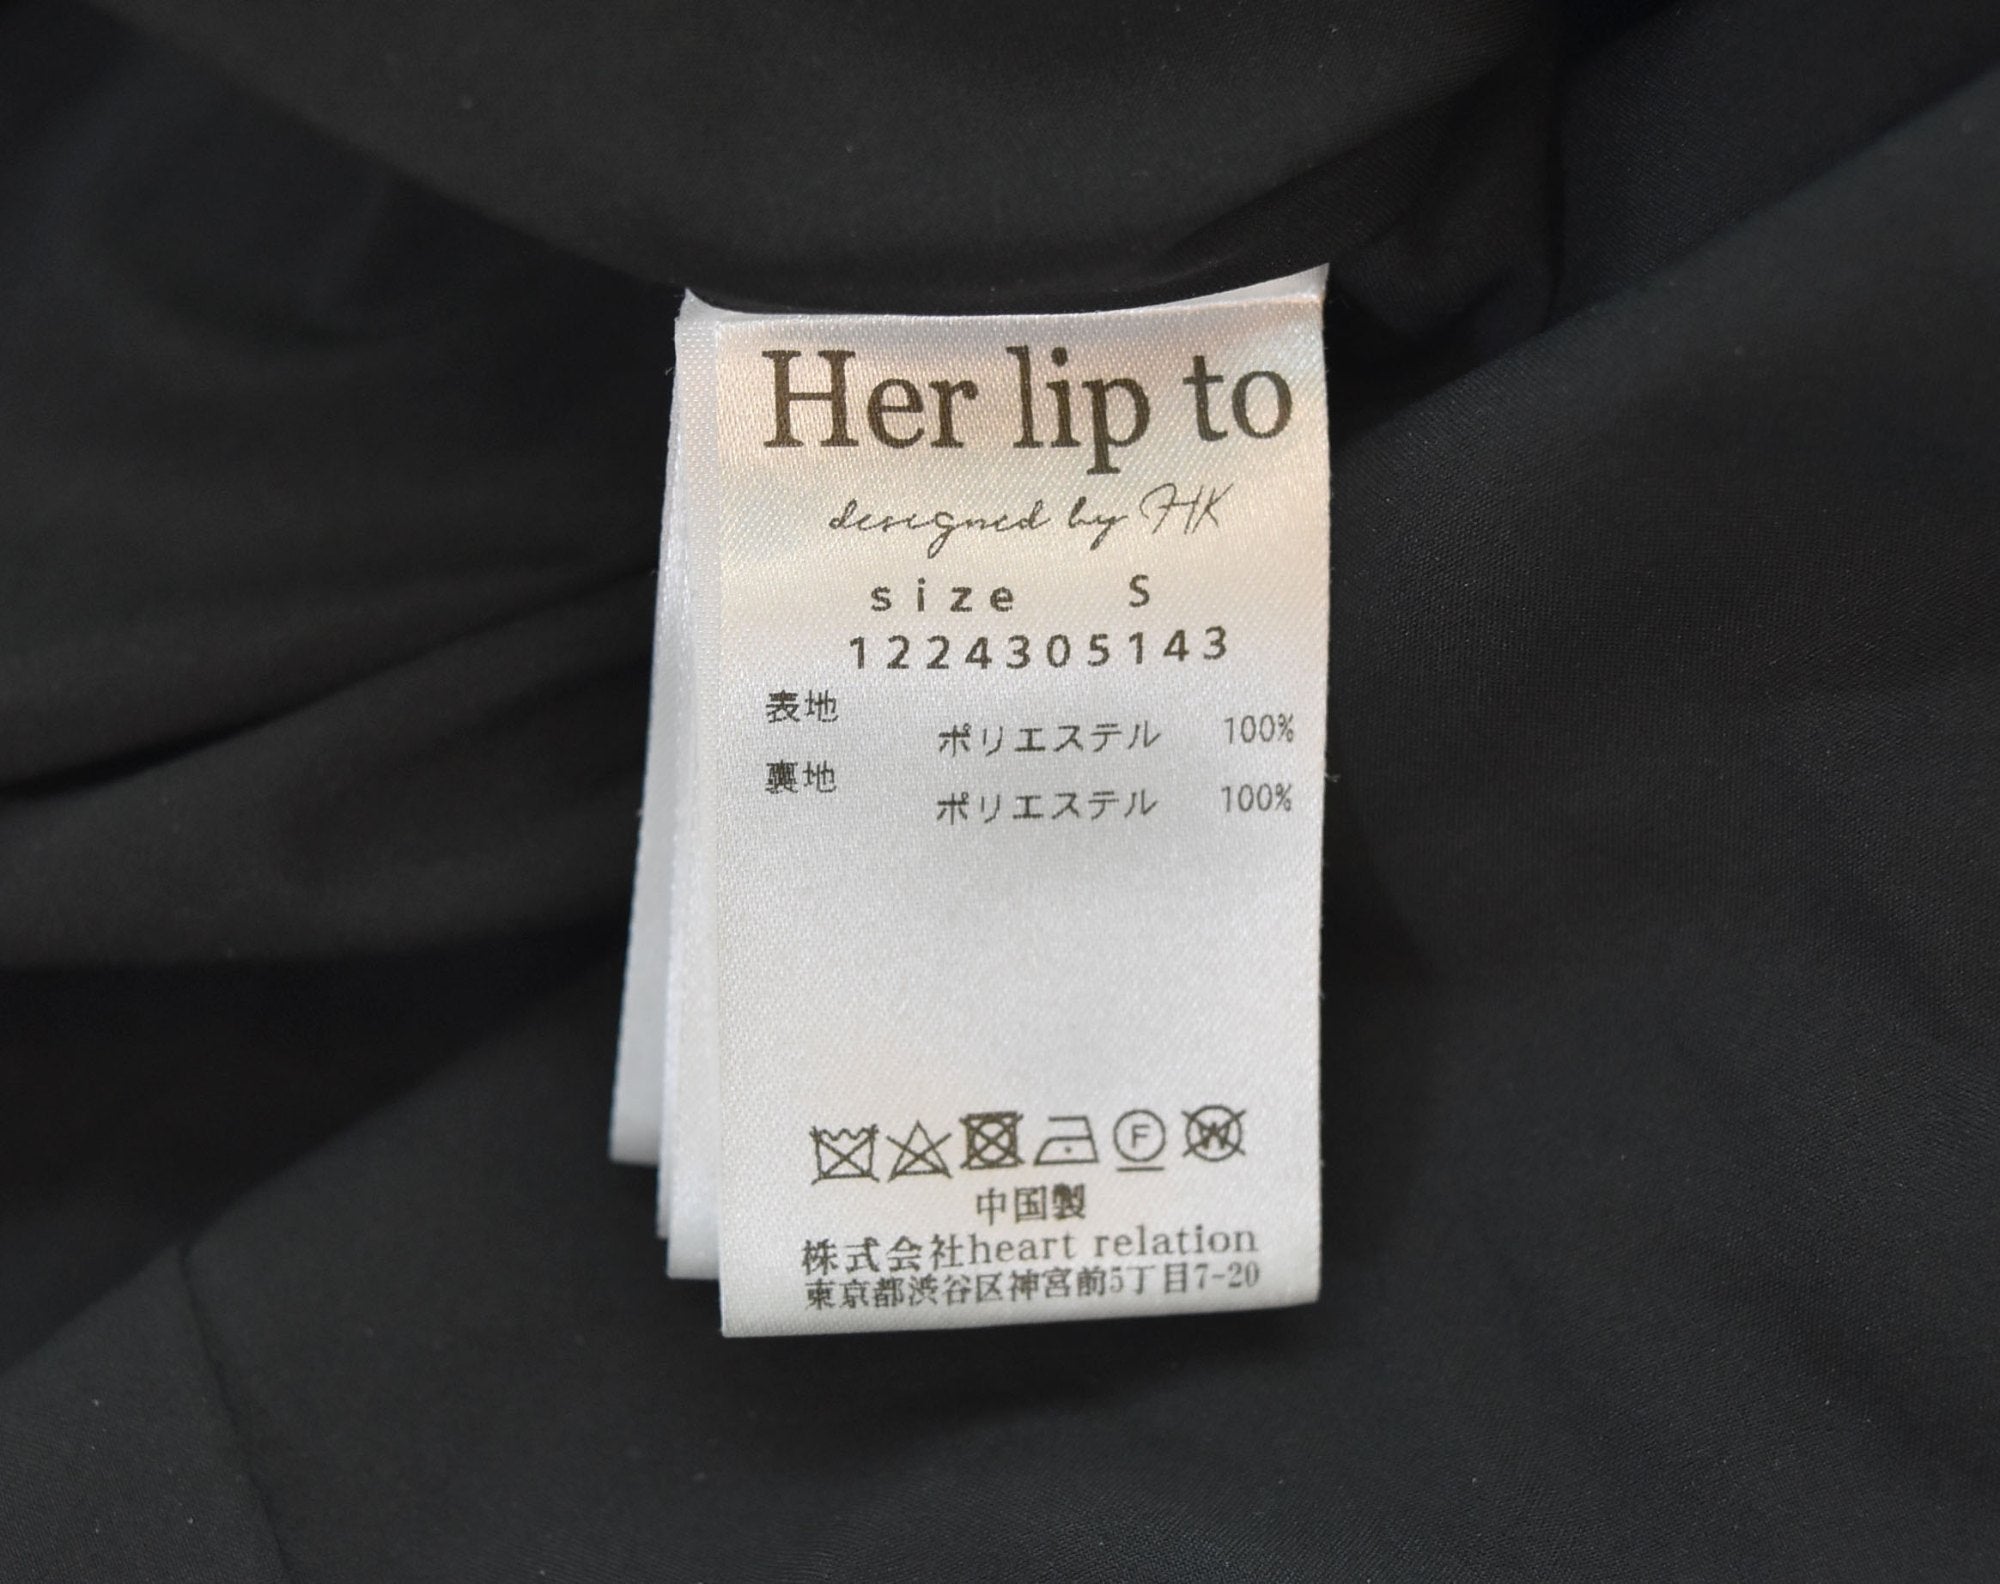 Her lip to
designed by HK
size S
1224305143
表地
ポリエステル 100%
裏地
ポリエステル 100%
F W
中国製
株式会社heart relation
東京都渋谷区神宮前5丁目7-20